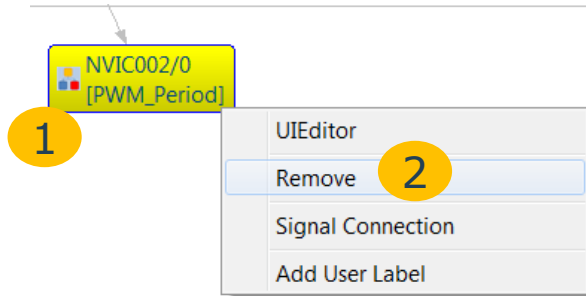 NVIC002/0
[PWM_Period]
1
UIEditor
Remove 2
Signal Connection
Add User Label